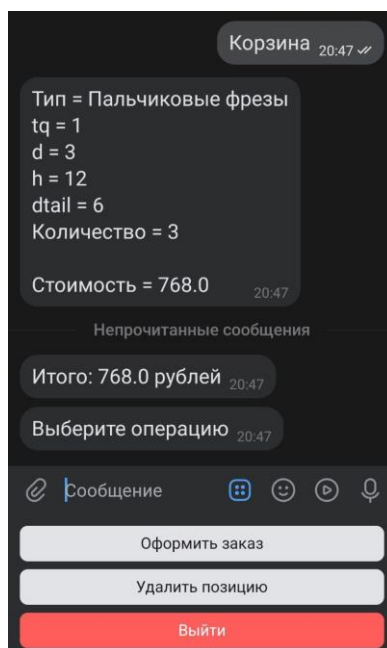 Корзина 20:47
Тип = Пальчиковые фрезы
tq = 1
d = 3
h = 12
dtail = 6
Количество = 3
Стоимость = 768.0 20:47
Непрочитанные сообщения
Итого: 768.0 рублей 20:47
Выберите операцию 20:47
Сообщение
Оформить заказ
Удалить позицию
Выйти